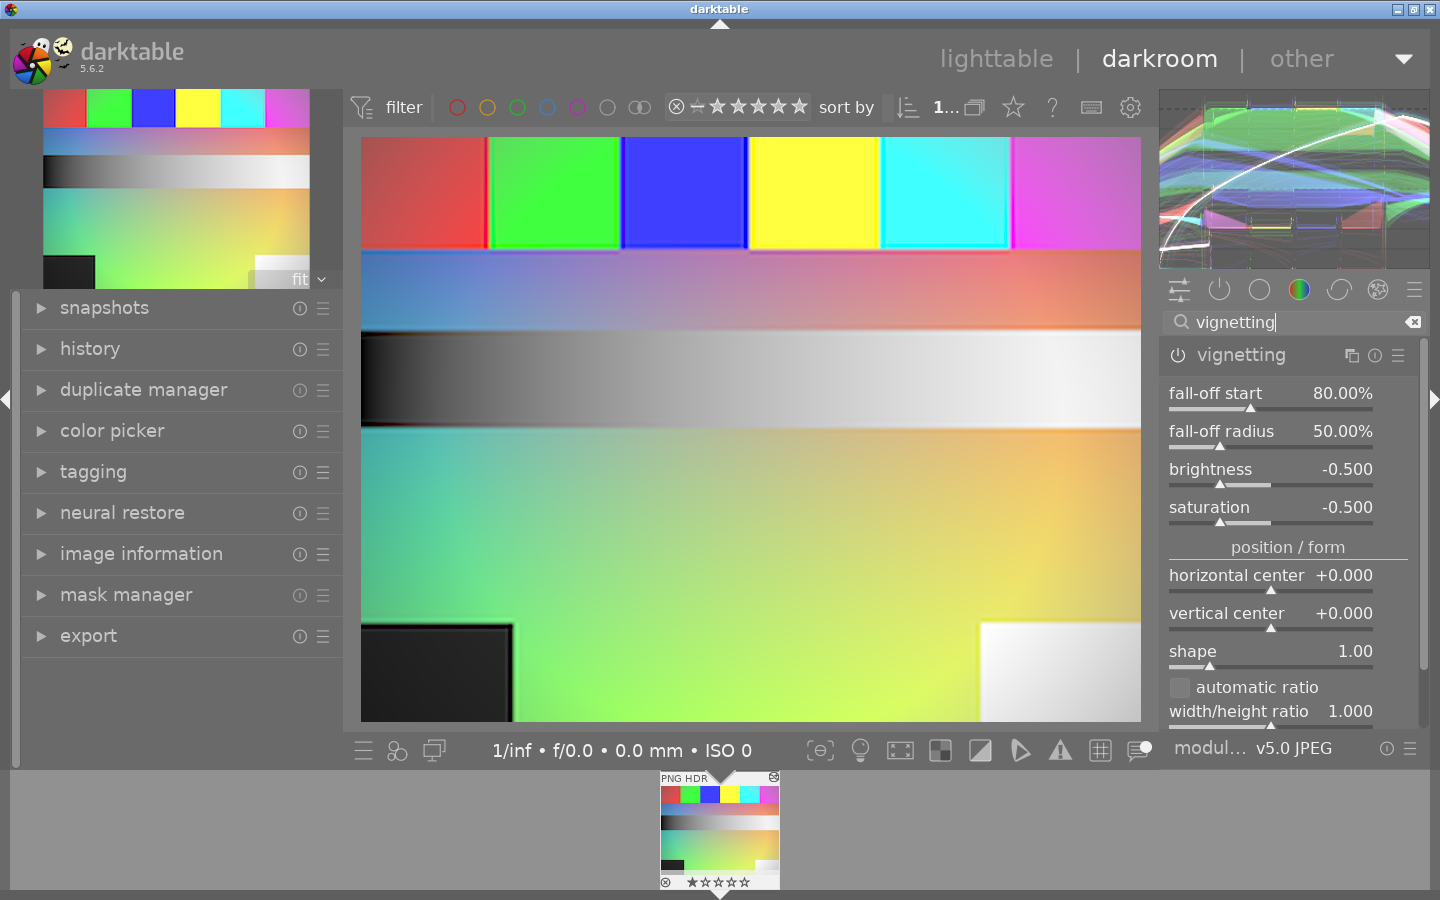 darktable
darktable
5.6.2
lighttable | darkroom | other
filter
sort by
1...
fit
snapshots
history
duplicate manager
color picker
tagging
neural restore
image information
mask manager
export
vignetting
vignetting
fall-off start 80.00%
fall-off radius 50.00%
brightness -0.500
saturation -0.500
position / form
horizontal center +0.000
vertical center +0.000
shape 1.00
automatic ratio
width/height ratio 1.000
modul... v5.0 JPEG
1/inf • f/0.0 • 0.0 mm • ISO 0
PNG HDR